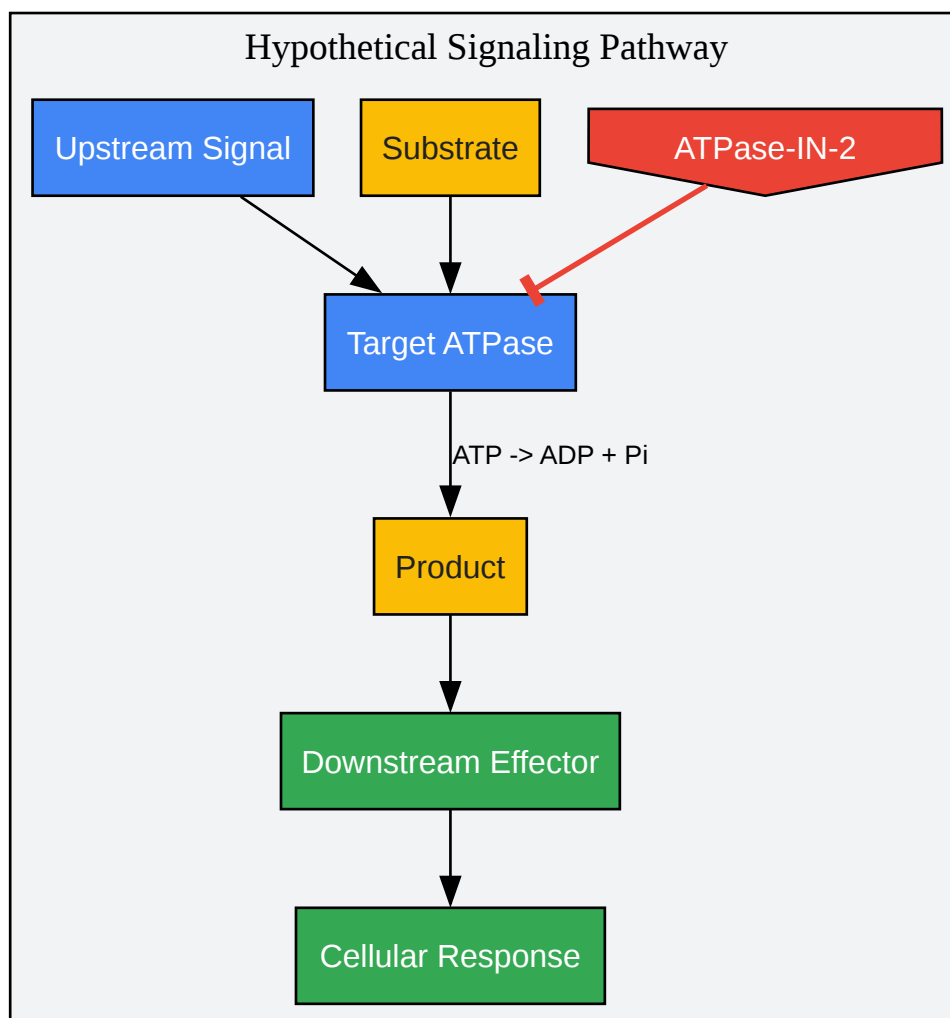 Hypothetical Signaling Pathway
Upstream Signal
Substrate
ATPase-IN-2
Target ATPase
ATP -> ADP + Pi
Product
Downstream Effector
Cellular Response